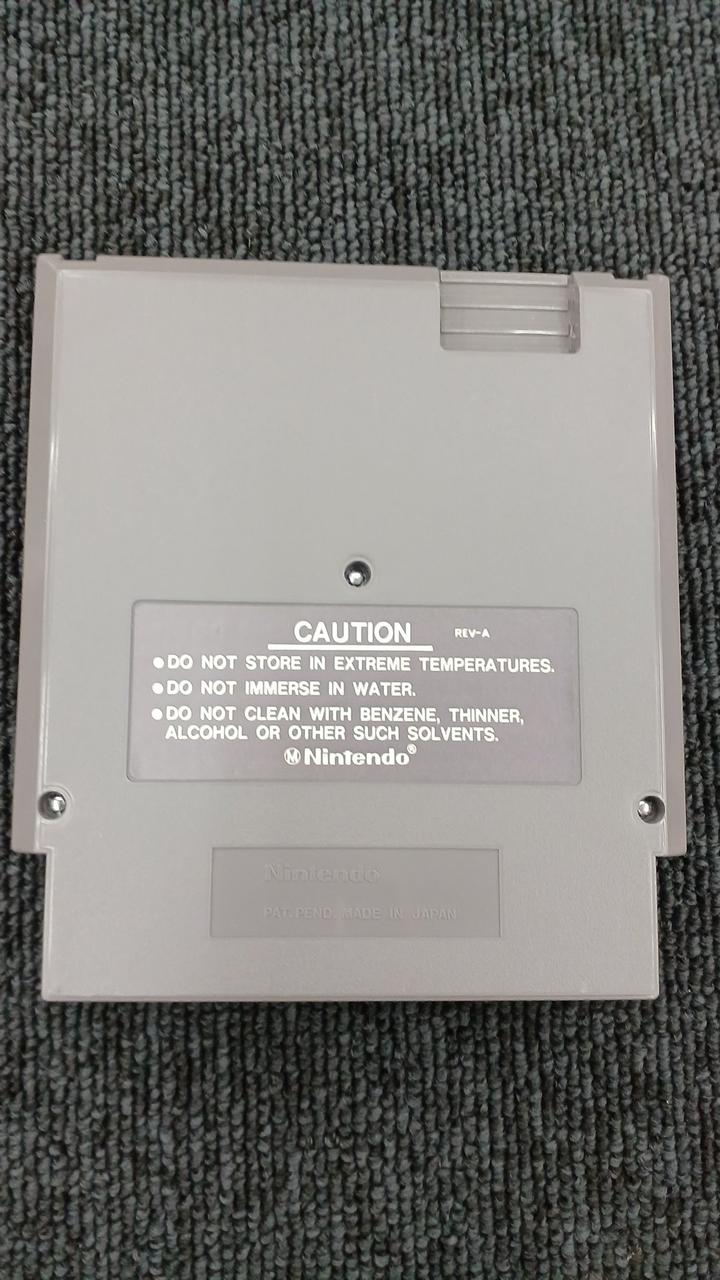 CAUTION REV-A
●DO NOT STORE IN EXTREME TEMPERATURES.
●DO NOT IMMERSE IN WATER.
●DO NOT CLEAN WITH BENZENE, THINNER,
ALCOHOL OR OTHER SUCH SOLVENTS.
Ⓜ Nintendo®
Nintendo
PAT. PEND. MADE IN JAPAN